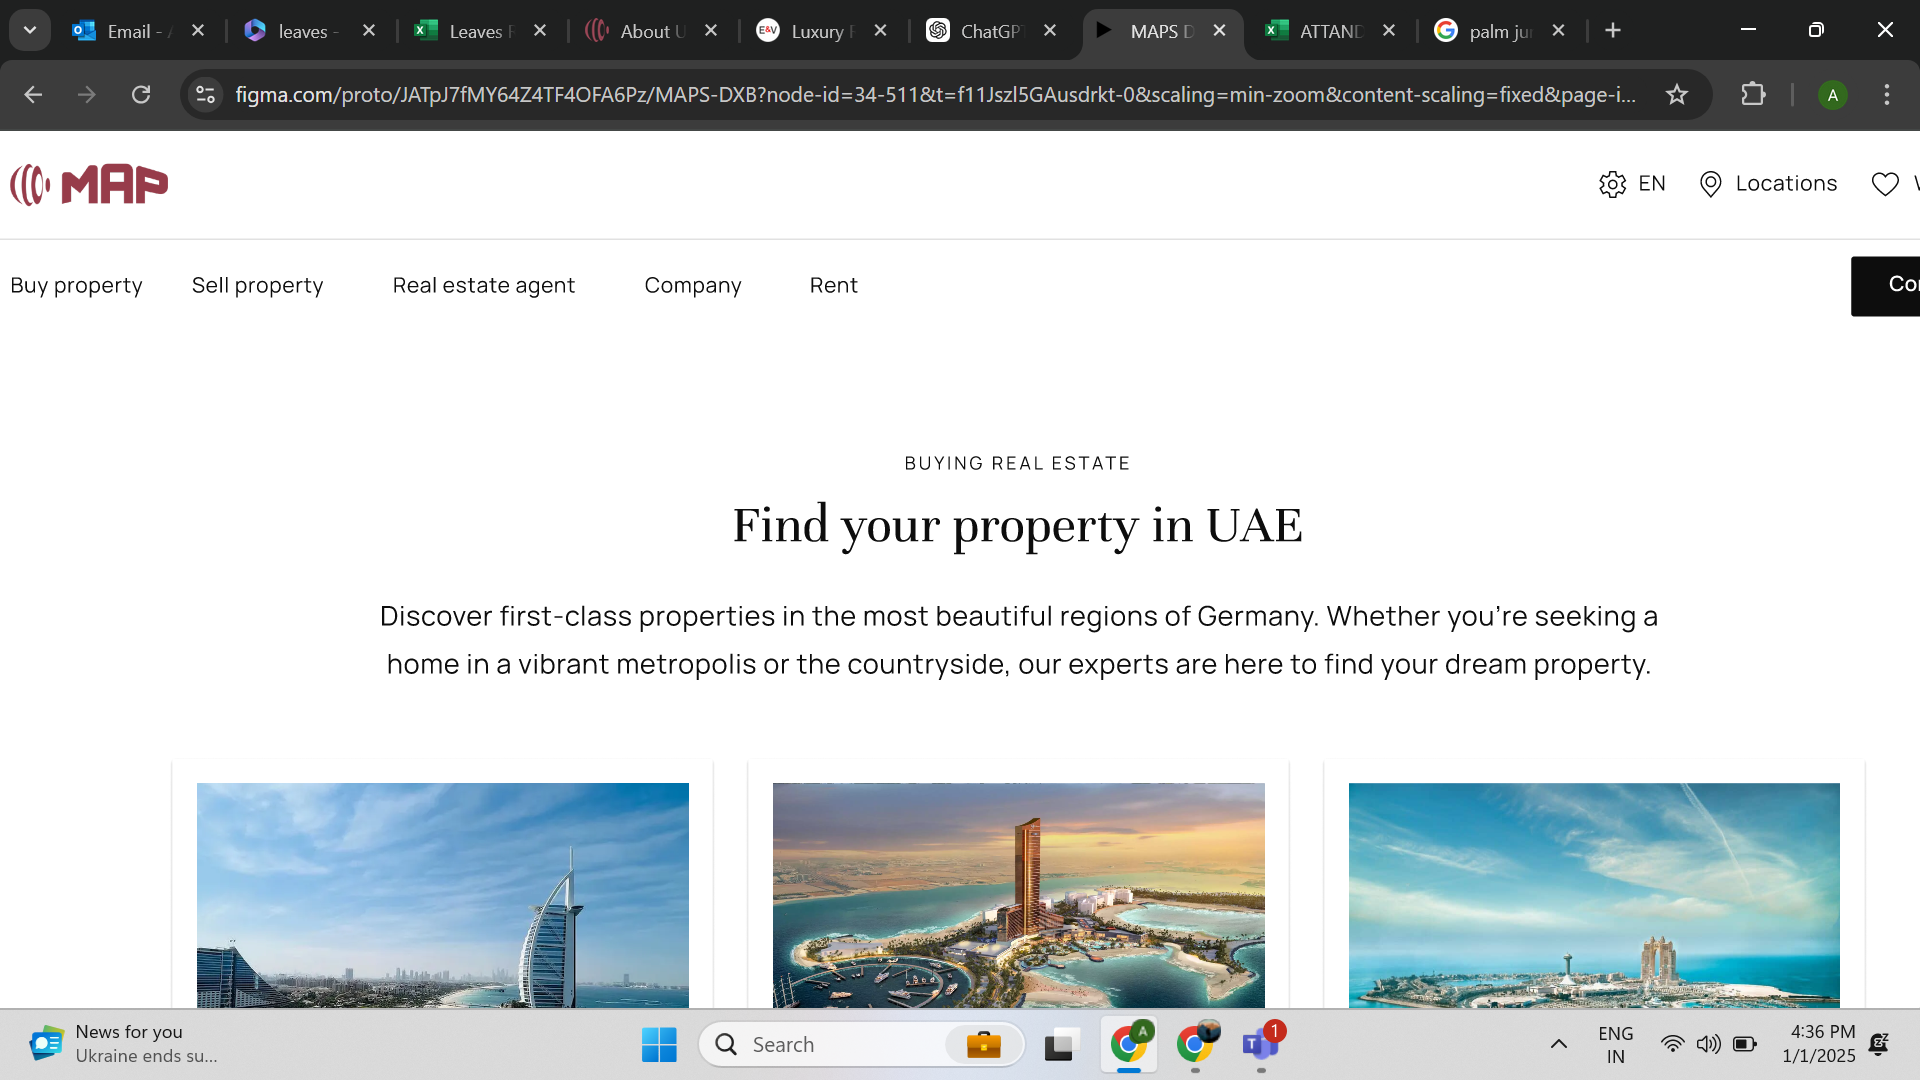 Email - A
leaves -
Leaves R
About U
E&V
Luxury F
ChatGPT
MAPS D
ATTAND
palm jur
figma.com/proto/JATpJ7fMY64Z4TF4OFA6Pz/MAPS-DXB?node-id=34-511&t=f11Jszl5GAusdrkt-0&scaling=min-zoom&content-scaling=fixed&page-i...
A
MAP
EN
Locations
Buy property
Sell property
Real estate agent
Company
Rent
BUYING REAL ESTATE
Find your property in UAE
Discover first-class properties in the most beautiful regions of Germany. Whether you’re seeking a
home in a vibrant metropolis or the countryside, our experts are here to find your dream property.
News for you
Ukraine ends su...
Search
A
1
ENG
IN
4:36 PM
1/1/2025